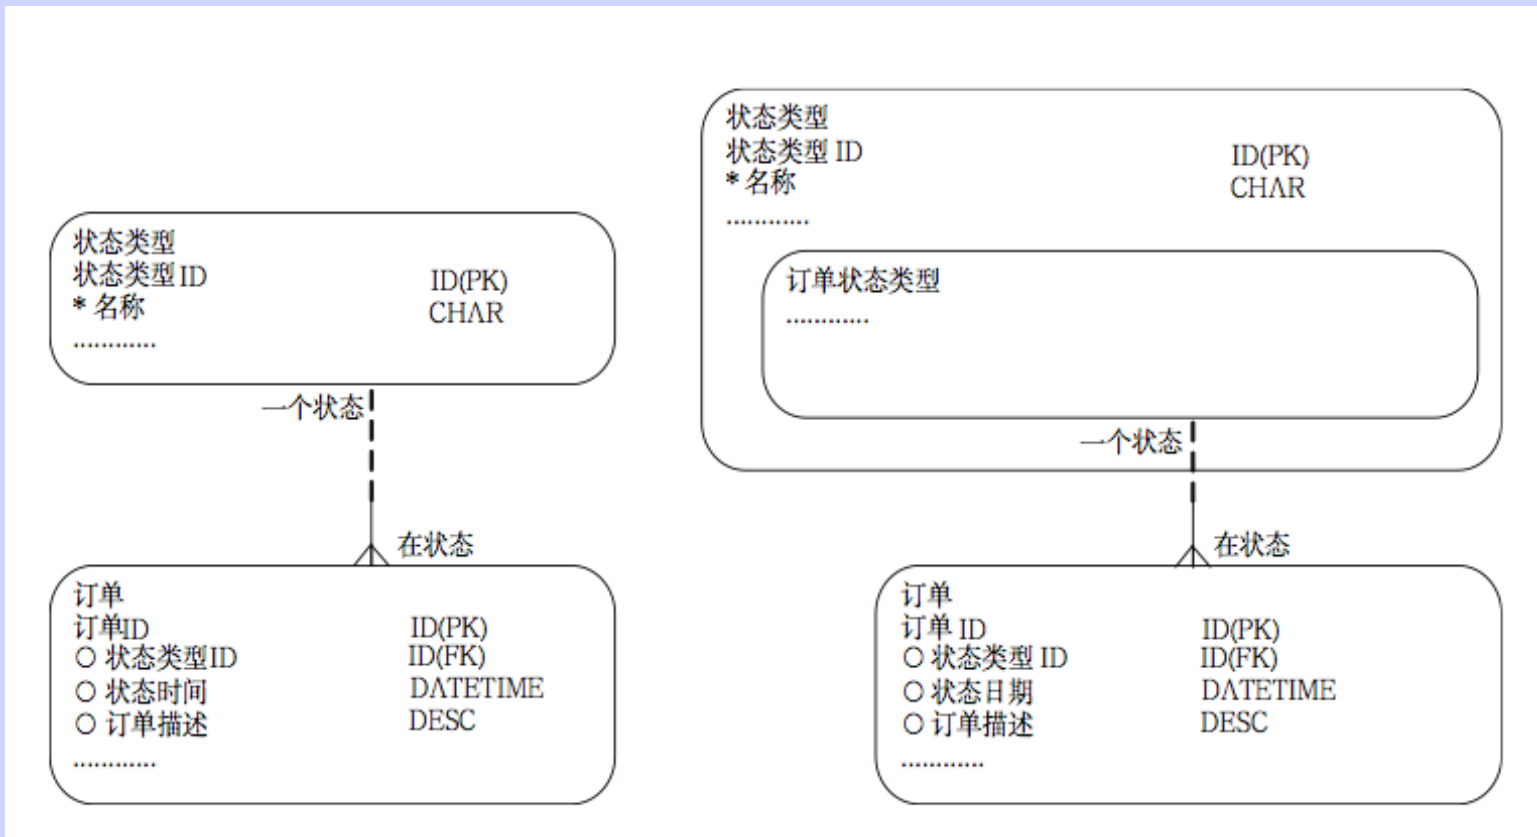 状态类型
状态类型ID ID(PK)
* 名称 CHAR
............
一个状态
在状态
订单
订单ID ID(PK)
○ 状态类型ID ID(FK)
○ 状态时间 DATETIME
○ 订单描述 DESC
............
状态类型
状态类型 ID ID(PK)
* 名称 CHAR
............
订单状态类型
............
一个状态
在状态
订单
订单 ID ID(PK)
○ 状态类型 ID ID(FK)
○ 状态日期 DATETIME
○ 订单描述 DESC
............